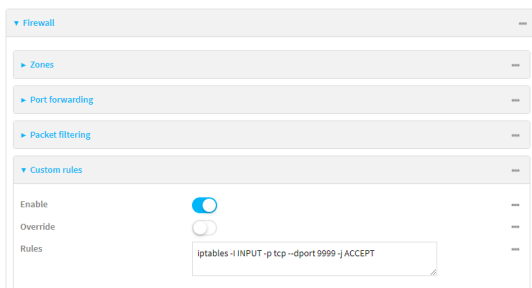 Firewall
Zones
Port forwarding
Packet filtering
Custom rules
Enable
Override
Rules
iptables -I INPUT -p tcp --dport 9999 -j ACCEPT